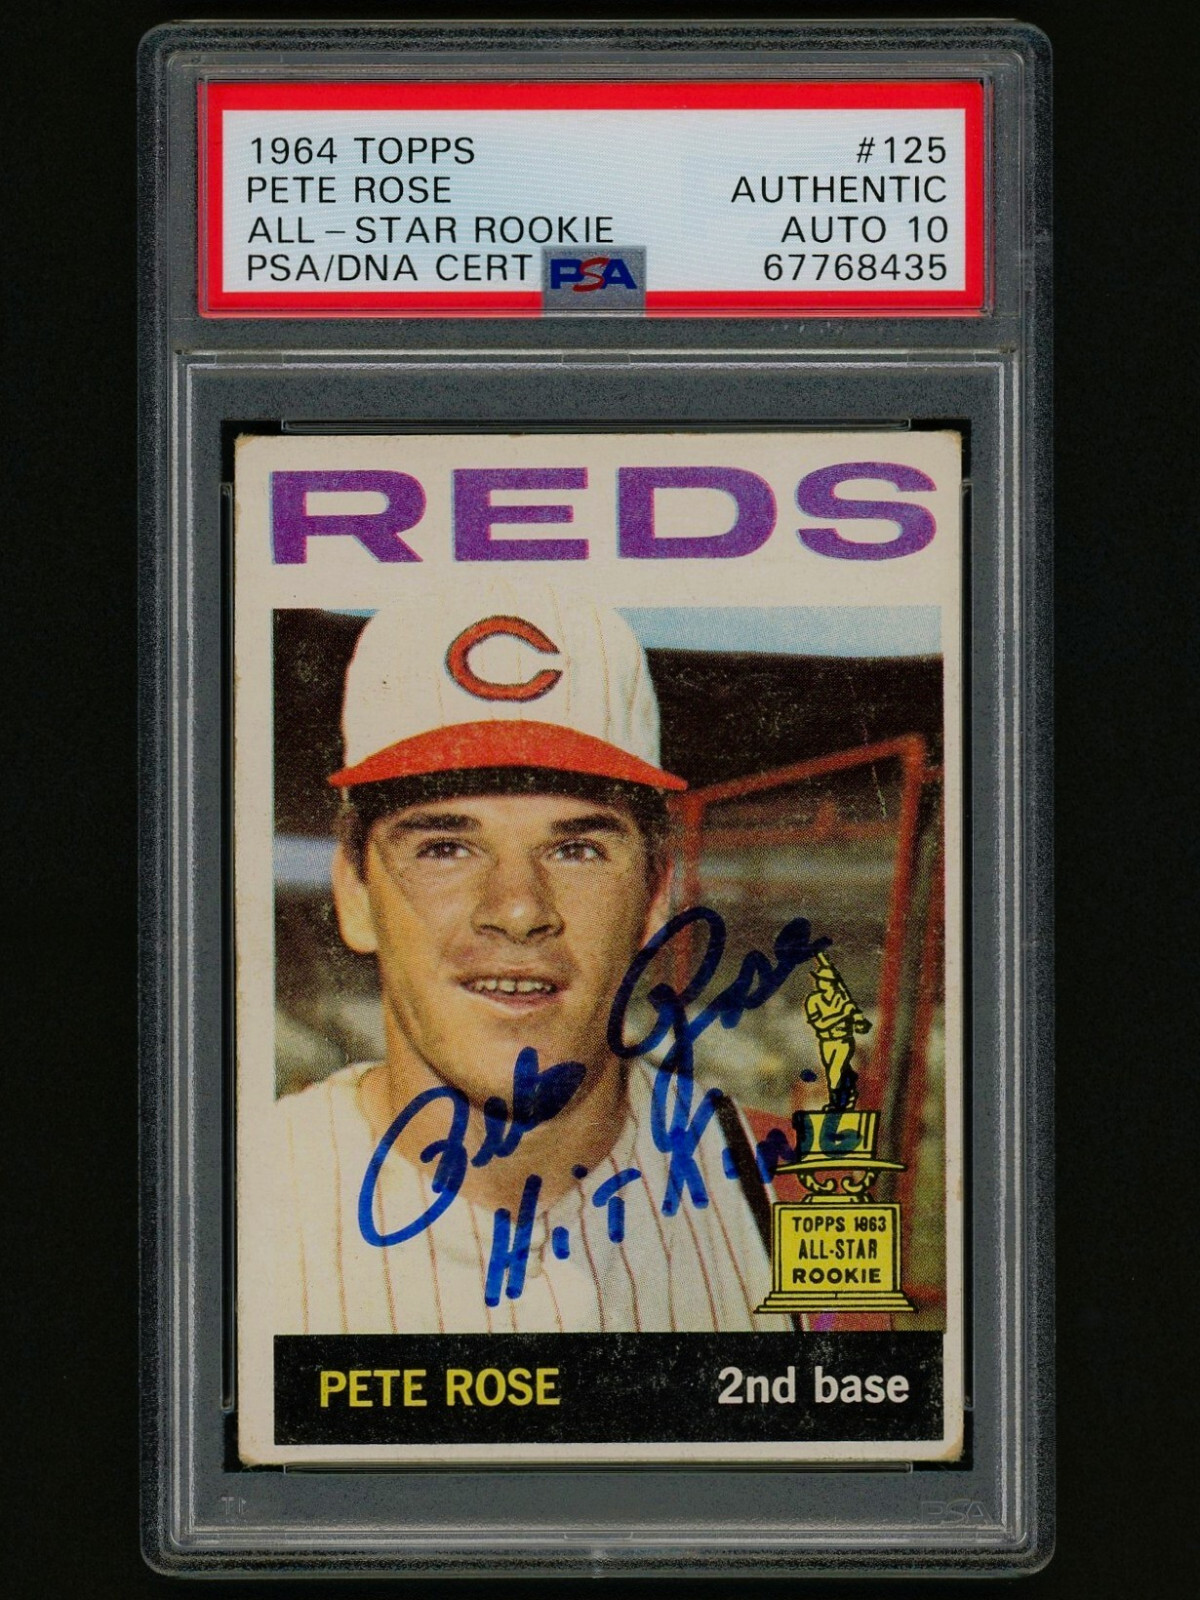 1964 TOPPS #125
PETE ROSE AUTHENTIC
ALL-STAR ROOKIE AUTO 10
PSA/DNA CERT PSA 67768435
REDS
C
Pete Rose
HiT King
TOPPS 1963
ALL-STAR
ROOKIE
PETE ROSE 2nd base
PSA